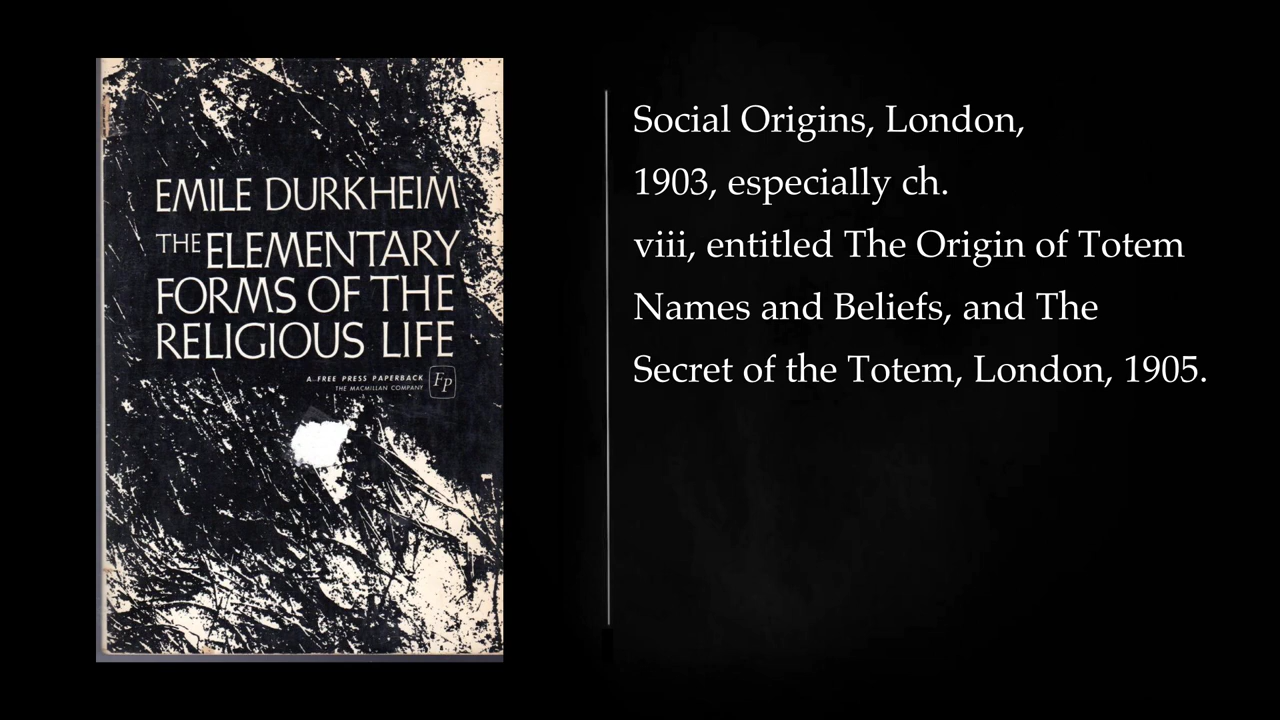 EMILE DURKHEIM
THE ELEMENTARY
FORMS OF THE
RELIGIOUS LIFE
A FREE PRESS PAPERBACK
THE MACMILLAN COMPANY
Fp
Social Origins, London,
1903, especially ch.
viii, entitled The Origin of Totem
Names and Beliefs, and The
Secret of the Totem, London, 1905.